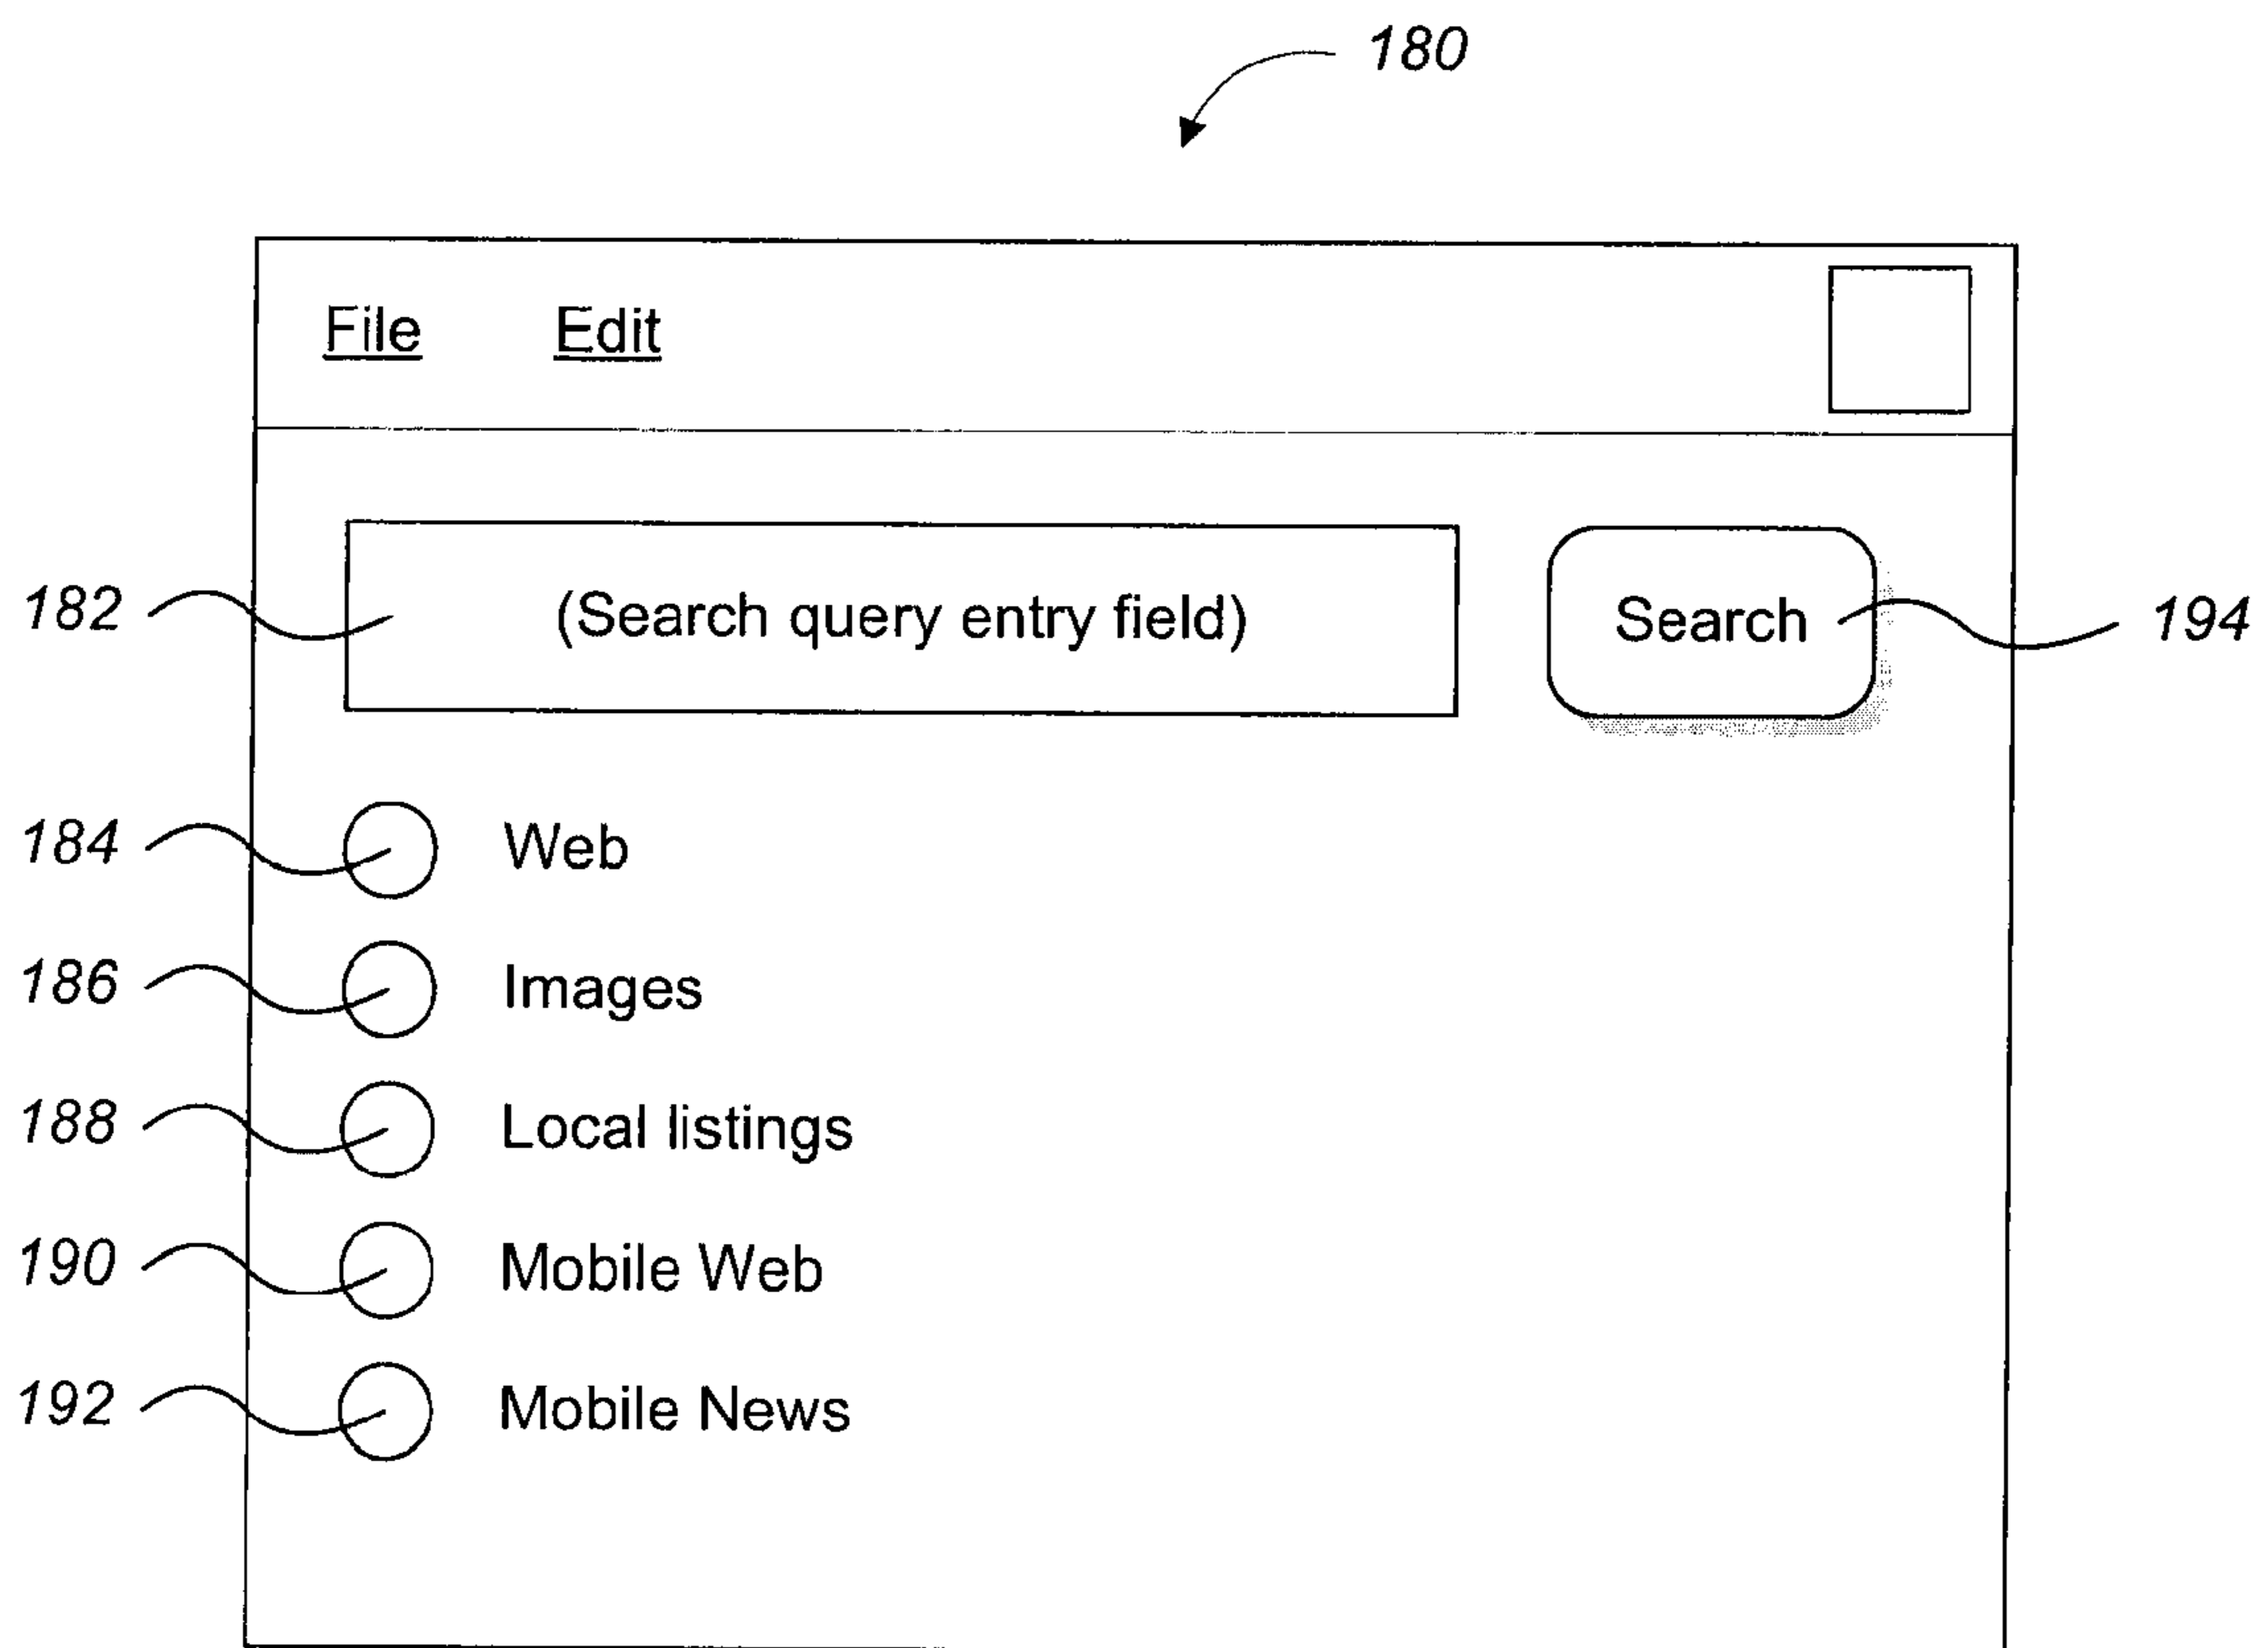 180
File Edit
182 (Search query entry field) Search 194
184 Web
186 Images
188 Local listings
190 Mobile Web
192 Mobile News